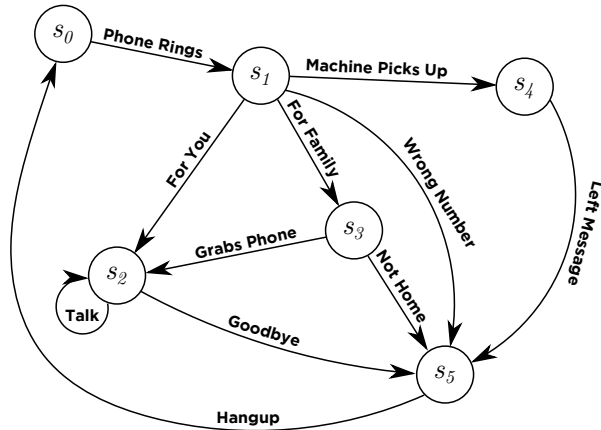 s0
Phone Rings
s1
Machine Picks Up
s4
For You
For Family
Wrong Number
Left Message
s3
Grabs Phone
Not Home
s2
Talk
Goodbye
s5
Hangup